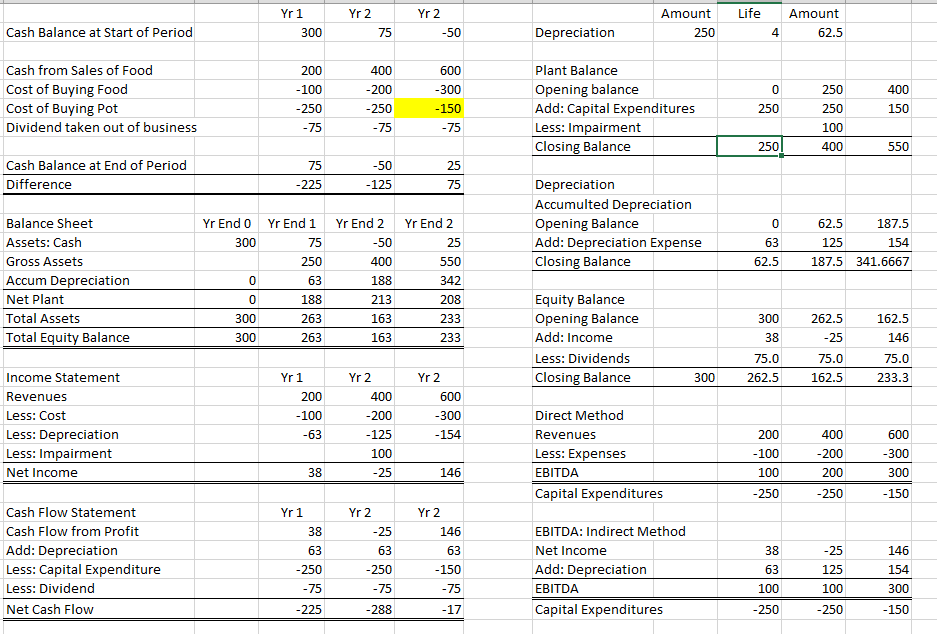 Yr 1 Yr 2 Yr 2
Cash Balance at Start of Period 300 75 -50
Cash from Sales of Food 200 400 600
Cost of Buying Food -100 -200 -300
Cost of Buying Pot -250 -250 -150
Dividend taken out of business -75 -75 -75
Cash Balance at End of Period 75 -50 25
Difference -225 -125 75
Balance Sheet Yr End 0 Yr End 1 Yr End 2 Yr End 2
Assets: Cash 300 75 -50 25
Gross Assets 250 400 550
Accum Depreciation 0 63 188 342
Net Plant 0 188 213 208
Total Assets 300 263 163 233
Total Equity Balance 300 263 163 233
Income Statement Yr 1 Yr 2 Yr 2
Revenues 200 400 600
Less: Cost -100 -200 -300
Less: Depreciation -63 -125 -154
Less: Impairment 100
Net Income 38 -25 146
Cash Flow Statement Yr 1 Yr 2 Yr 2
Cash Flow from Profit 38 -25 146
Add: Depreciation 63 63 63
Less: Capital Expenditure -250 -250 -150
Less: Dividend -75 -75 -75
Net Cash Flow -225 -288 -17
Amount Life Amount
Depreciation 250 4 62.5
Plant Balance
Opening balance 0 250 400
Add: Capital Expenditures 250 250 150
Less: Impairment 100
Closing Balance 250 400 550
Depreciation
Accumulted Depreciation
Opening Balance 0 62.5 187.5
Add: Depreciation Expense 63 125 154
Closing Balance 62.5 187.5 341.6667
Equity Balance
Opening Balance 300 262.5 162.5
Add: Income 38 -25 146
Less: Dividends 75.0 75.0 75.0
Closing Balance 300 262.5 162.5 233.3
Direct Method
Revenues 200 400 600
Less: Expenses -100 -200 -300
EBITDA 100 200 300
Capital Expenditures -250 -250 -150
EBITDA: Indirect Method
Net Income 38 -25 146
Add: Depreciation 63 125 154
EBITDA 100 100 300
Capital Expenditures -250 -250 -150